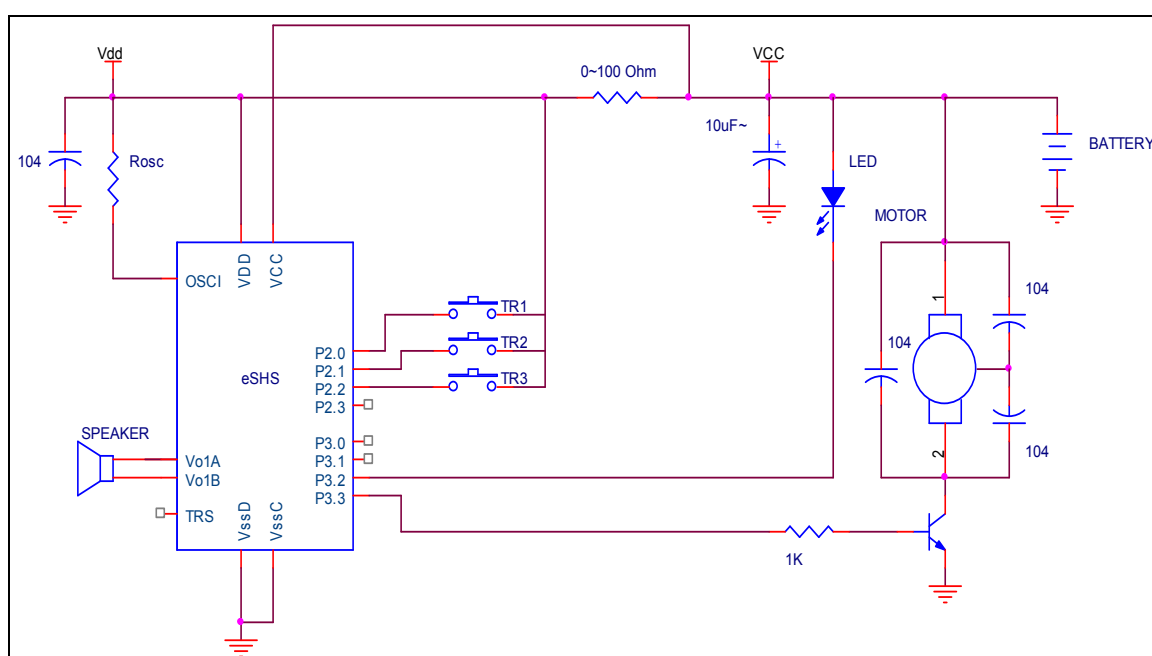 Vdd
VCC
0~100 Ohm
10uF~
104
Rosc
LED
BATTERY
MOTOR
OSCI
VDD
VCC
TR1
TR2
TR3
P2.0
P2.1
P2.2
P2.3
eSHS
P3.0
P3.1
P3.2
P3.3
SPEAKER
Vo1A
Vo1B
TRS
VssD
VssC
1
104
104
104
2
1K